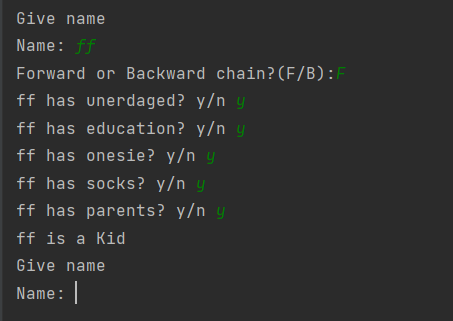 Give name
Name: ff
Forward or Backward chain?(F/B):F
ff has unerdaged? y/n y
ff has education? y/n y
ff has onesie? y/n y
ff has socks? y/n y
ff has parents? y/n y
ff is a Kid
Give name
Name: